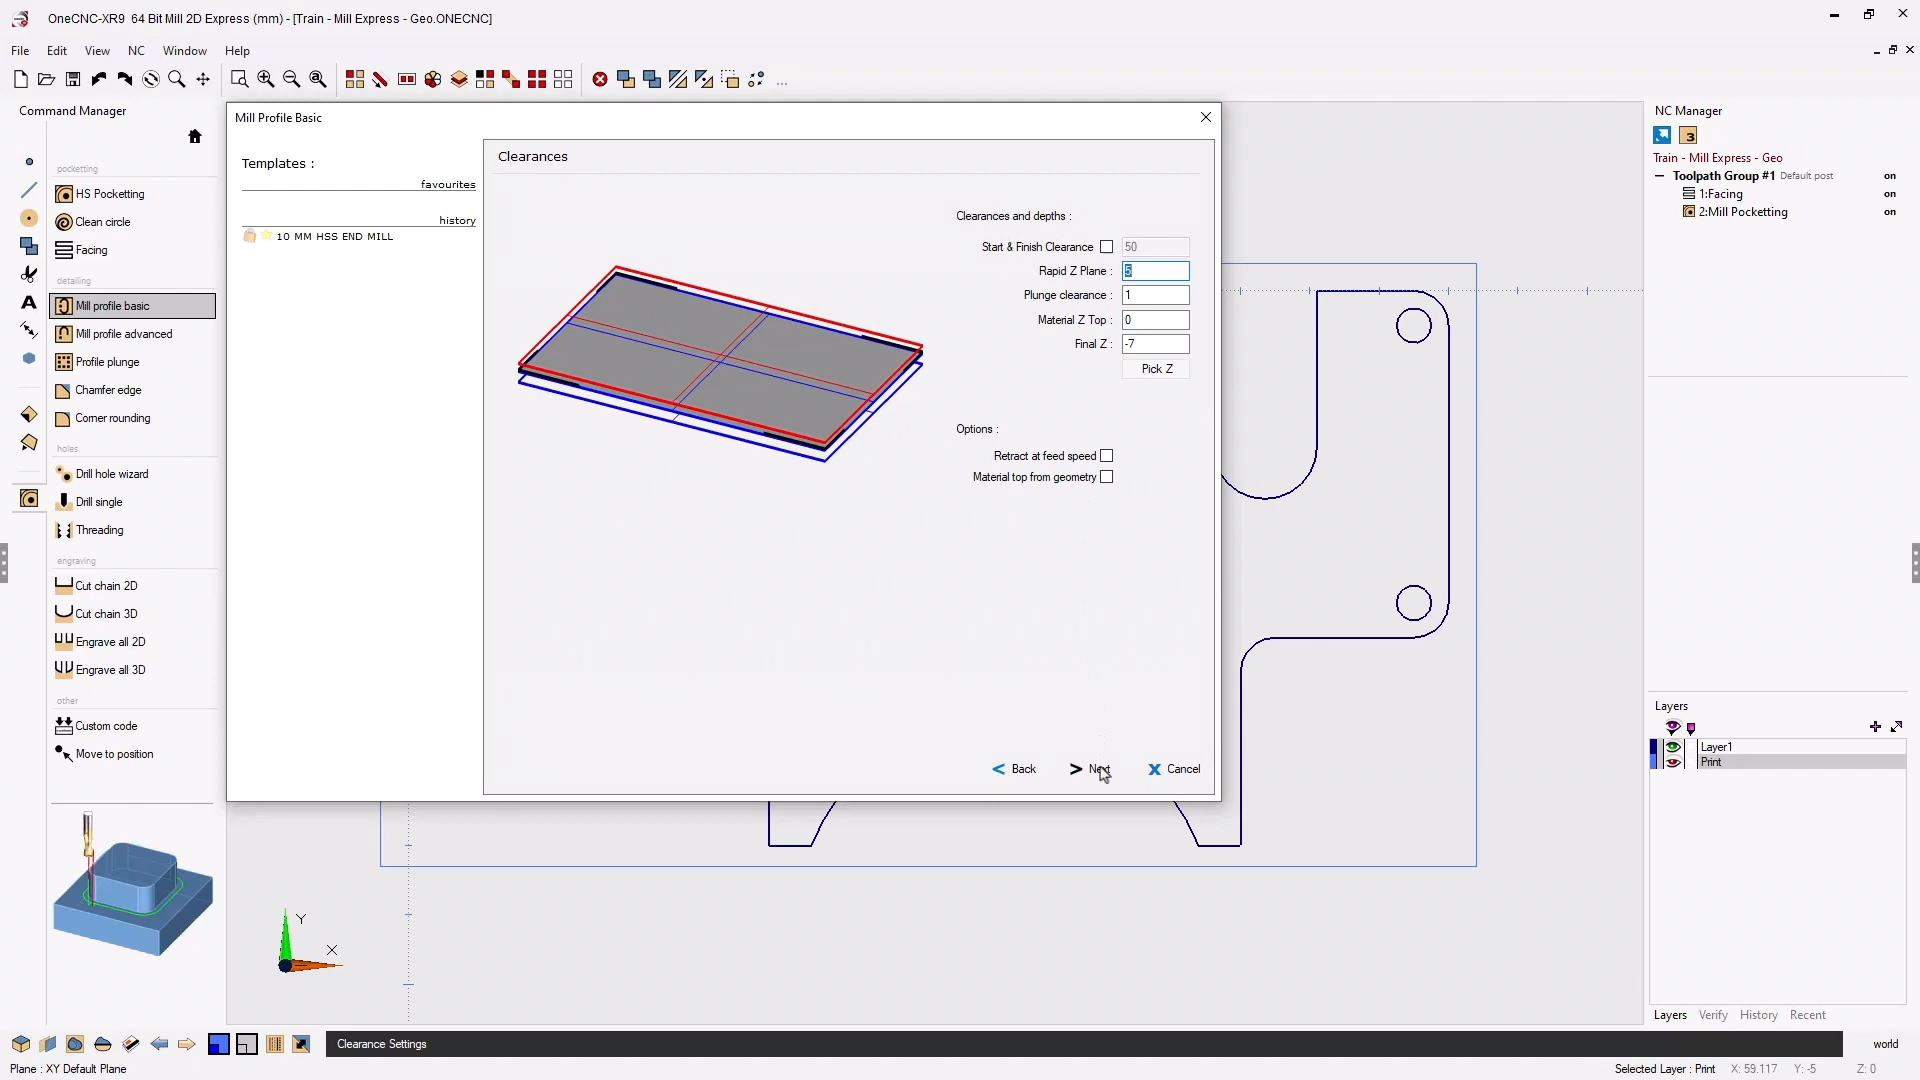 OneCNC-XR9 64 Bit Mill 2D Express (mm) - [Train - Mill Express - Geo.ONECNC]
File Edit View NC Window Help
Command Manager
pocketting
HS Pocketting
Clean circle
Facing
detailing
Mill profile basic
Mill profile advanced
Profile plunge
Chamfer edge
Corner rounding
holes
Drill hole wizard
Drill single
Threading
engraving
Cut chain 2D
Cut chain 3D
Engrave all 2D
Engrave all 3D
other
Custom code
Move to position
Mill Profile Basic
Templates :
favourites
history
10 MM HSS END MILL
Clearances
Clearances and depths :
Start & Finish Clearance 50
Rapid Z Plane : 5
Plunge clearance : 1
Material Z Top : 0
Final Z : -7
Pick Z
Options :
Retract at feed speed
Material top from geometry
< Back > Next X Cancel
Y
X
NC Manager
3
Train - Mill Express - Geo
Toolpath Group #1 Default post on
1:Facing on
2:Mill Pocketting on
Layers
Layer1
Print
Layers Verify History Recent
Clearance Settings
world
Plane : XY Default Plane
Selected Layer : Print X: 59.117 Y: -5 Z: 0